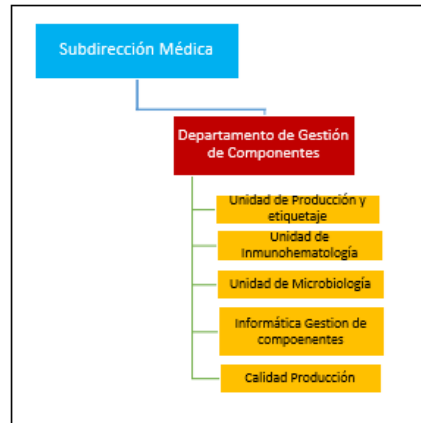 Subdirección Médica
Departamento de Gestión
de Componentes
Unidad de Producción y
etiquetaje
Unidad de
Inmunohematología
Unidad de Microbiología
Informática Gestion de
compoenentes
Calidad Producción